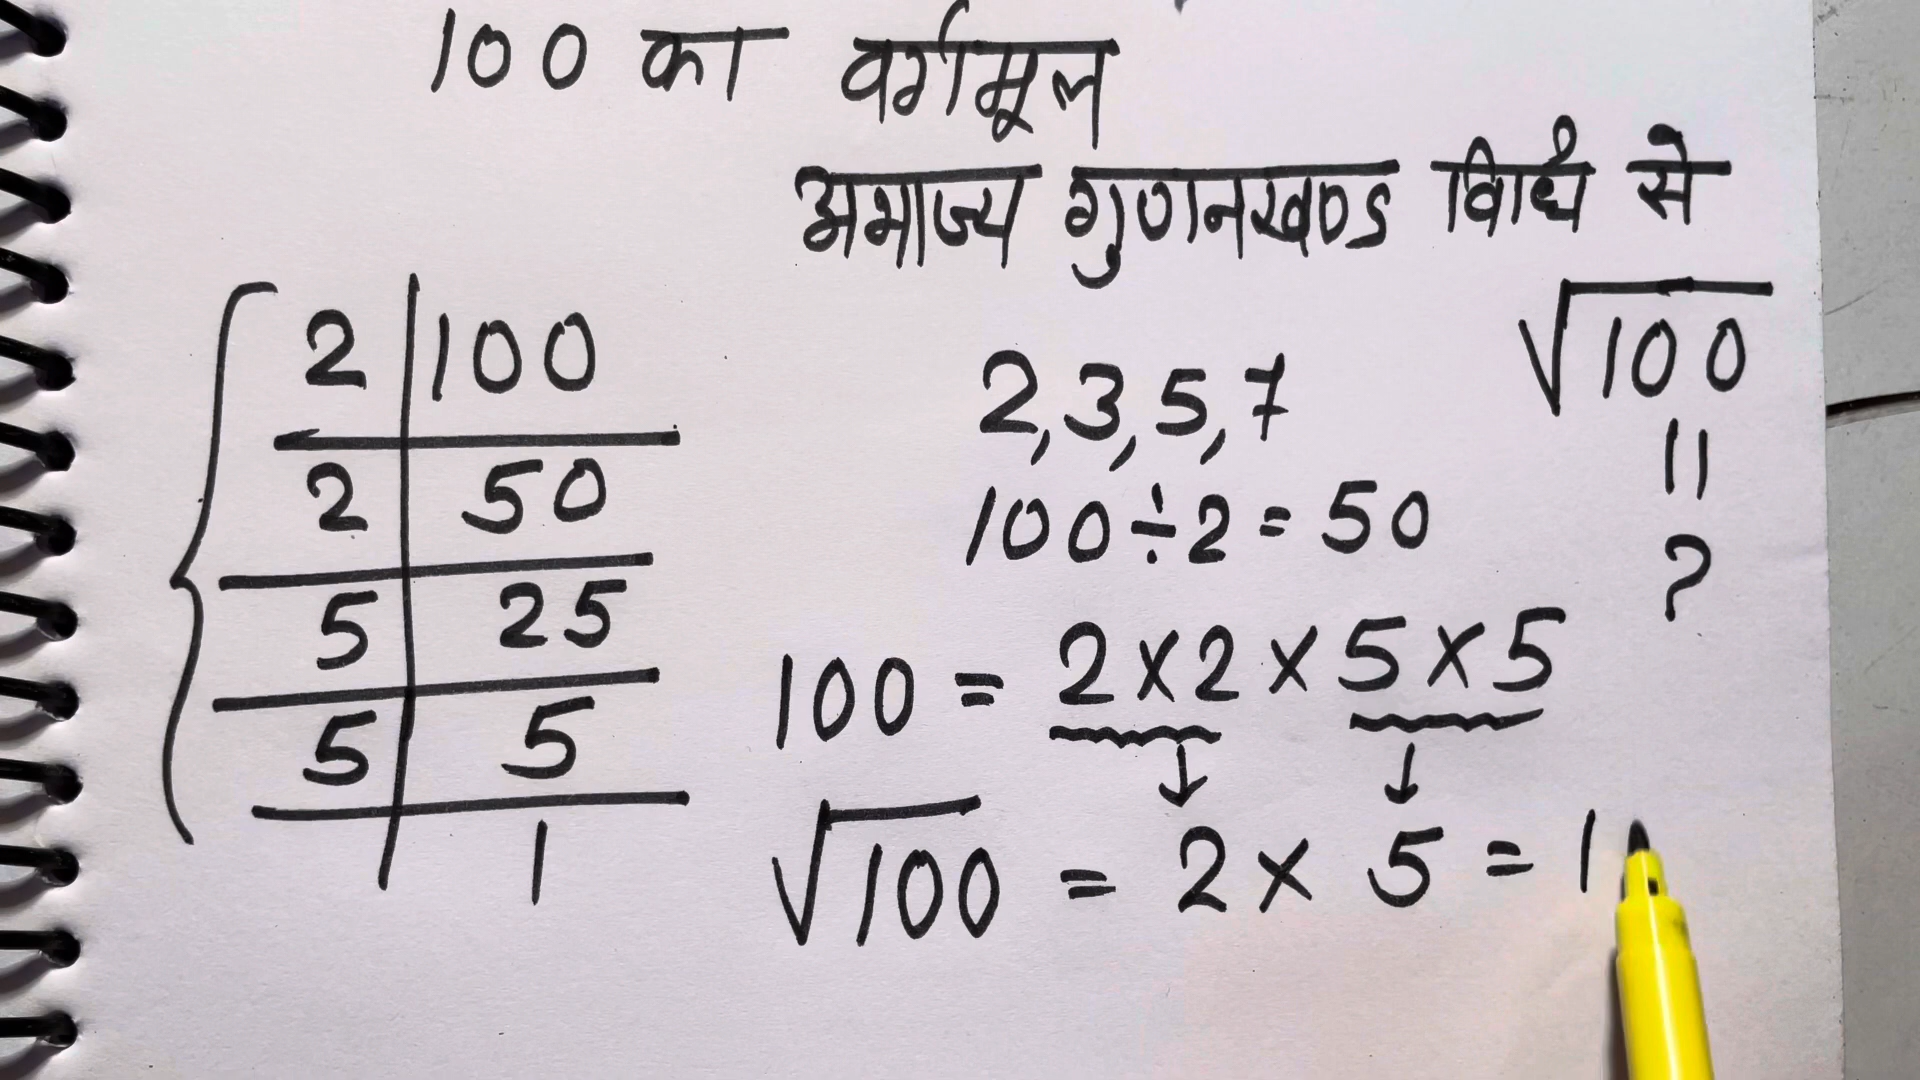 100 का वर्गमूल
अभाज्य गुणनखण्ड विधि से
√100
=
?
2 | 100
2 | 50
5 | 25
5 | 5
1
2, 3, 5, 7
100 ÷ 2 = 50
100 = 2 × 2 × 5 × 5
↓ ↓
√100 = 2 × 5 = 1